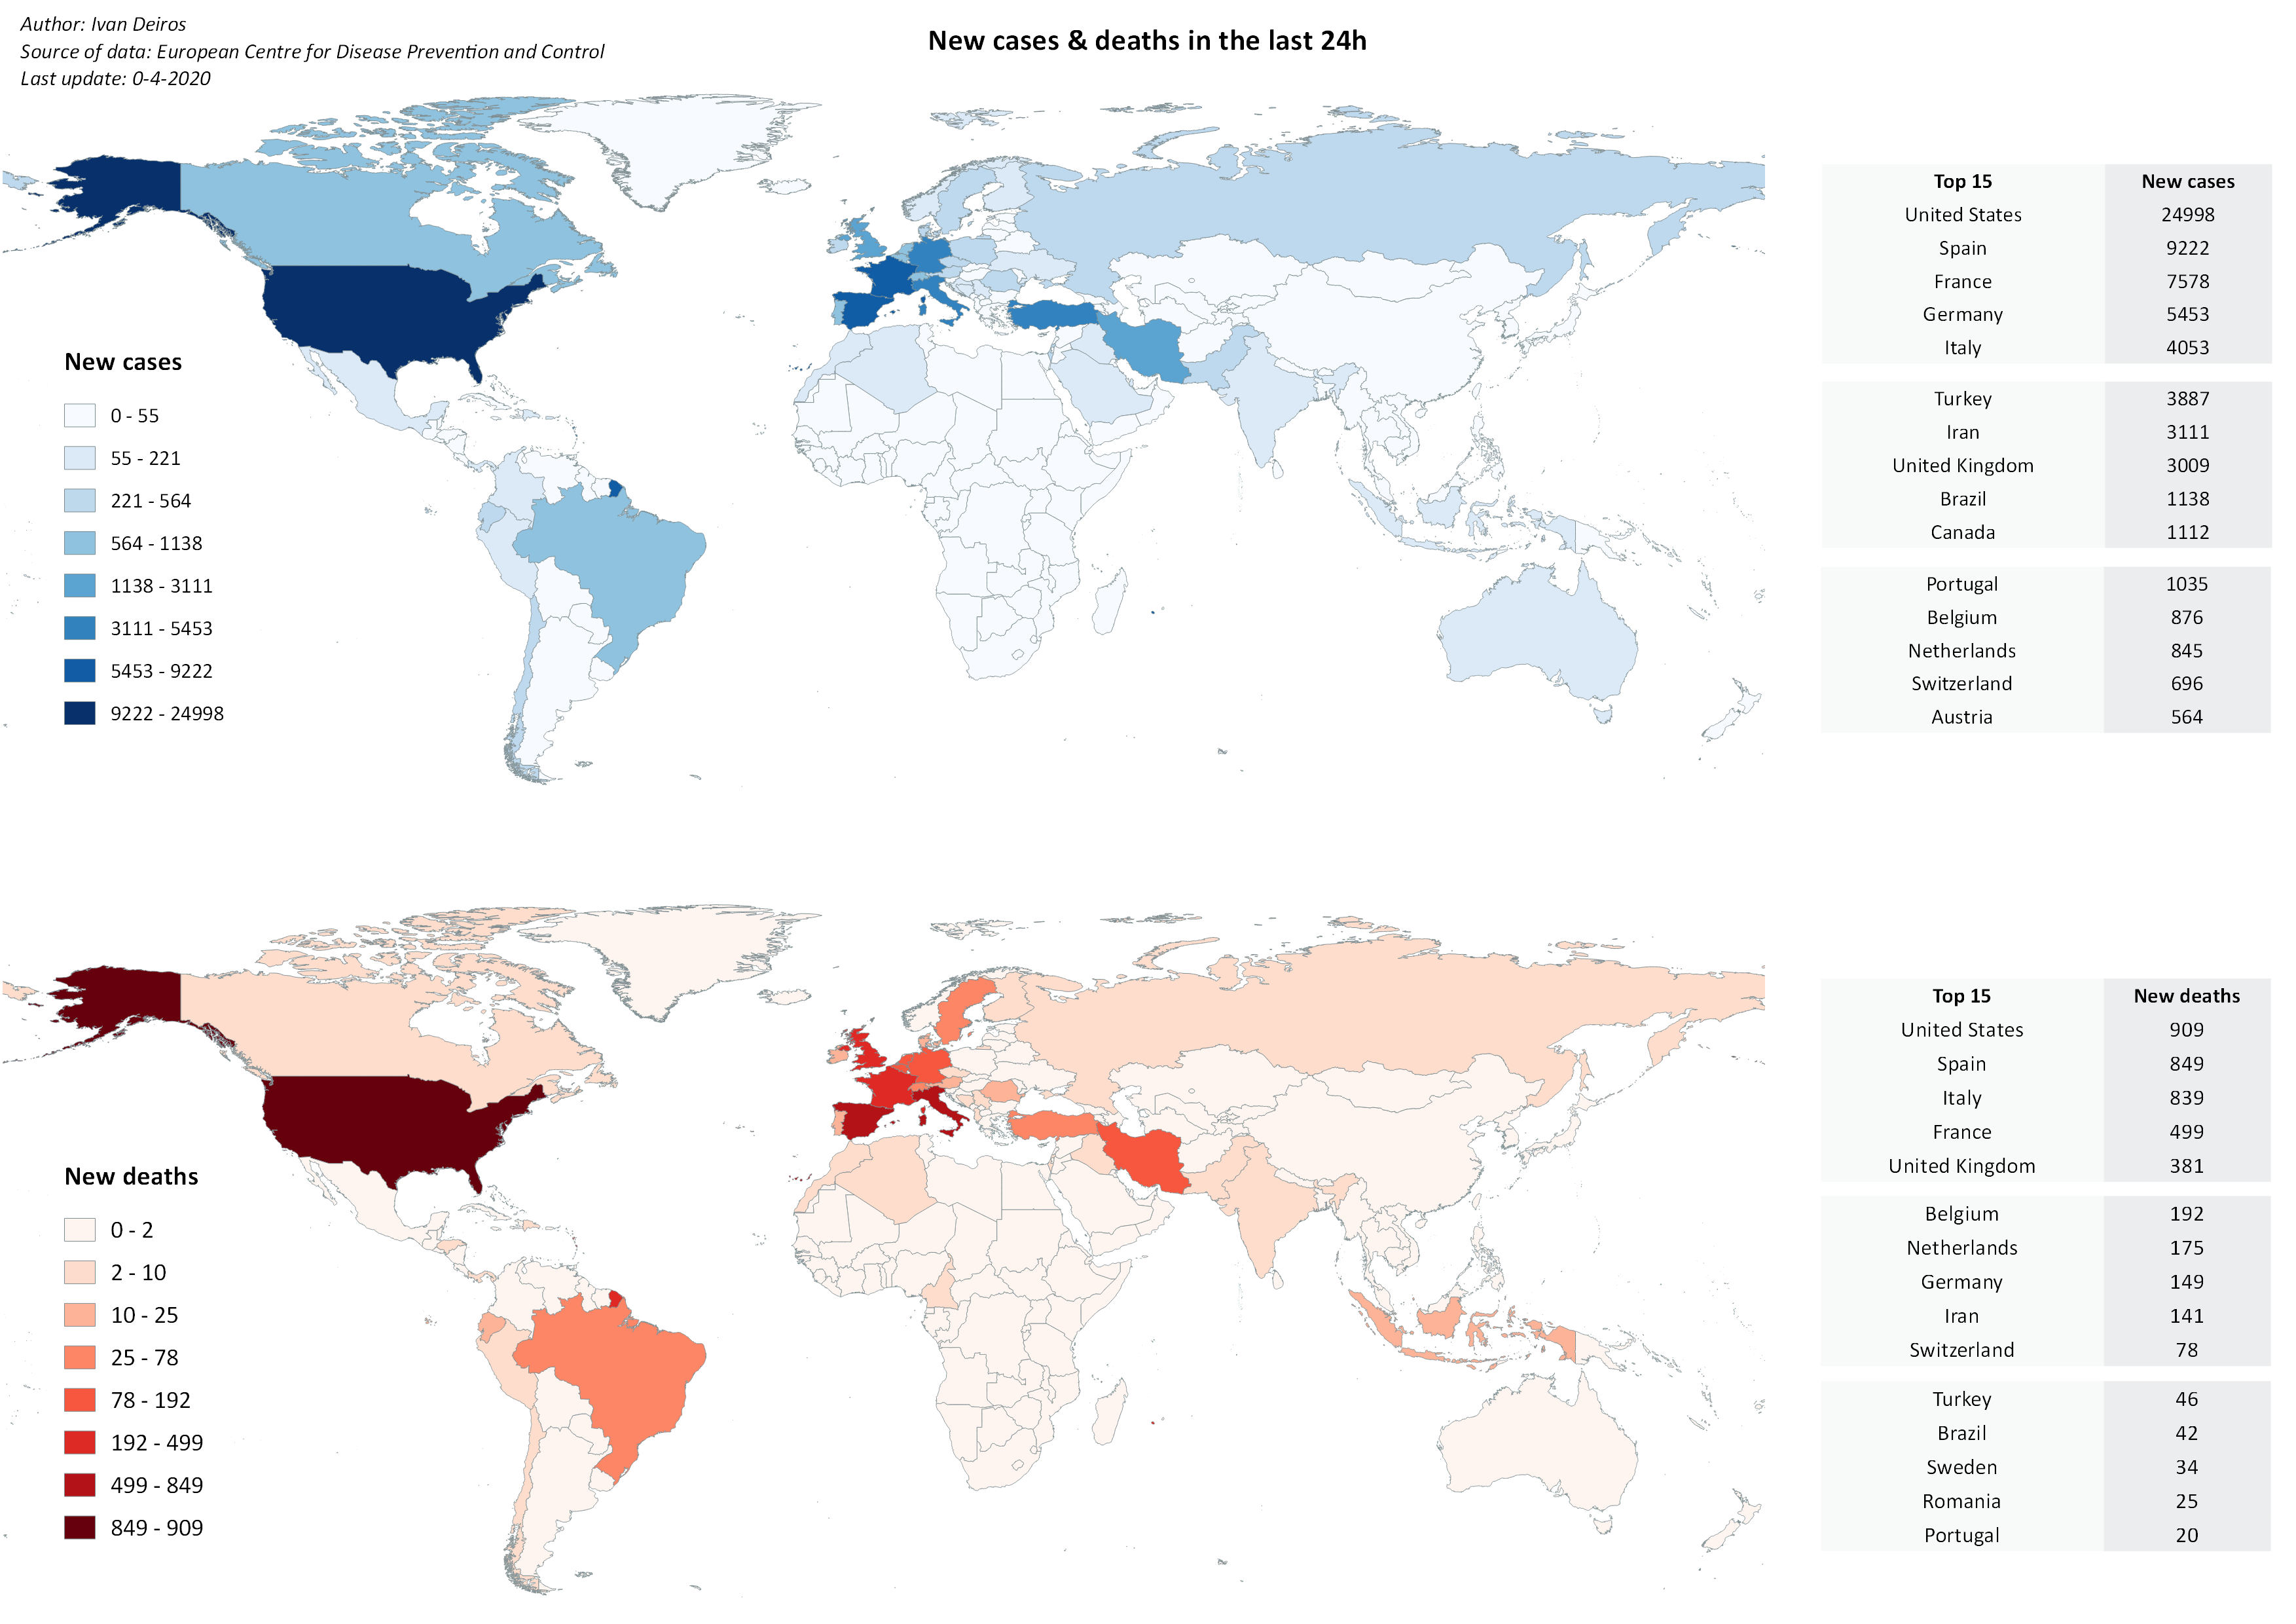 Author: Ivan Deiros
Source of data: European Centre for Disease Prevention and Control
Last update: 0-4-2020
New cases & deaths in the last 24h
New cases
0 - 55
55 - 221
221 - 564
564 - 1138
1138 - 3111
3111 - 5453
5453 - 9222
9222 - 24998
Top 15 New cases
United States 24998
Spain 9222
France 7578
Germany 5453
Italy 4053
Turkey 3887
Iran 3111
United Kingdom 3009
Brazil 1138
Canada 1112
Portugal 1035
Belgium 876
Netherlands 845
Switzerland 696
Austria 564
New deaths
0 - 2
2 - 10
10 - 25
25 - 78
78 - 192
192 - 499
499 - 849
849 - 909
Top 15 New deaths
United States 909
Spain 849
Italy 839
France 499
United Kingdom 381
Belgium 192
Netherlands 175
Germany 149
Iran 141
Switzerland 78
Turkey 46
Brazil 42
Sweden 34
Romania 25
Portugal 20